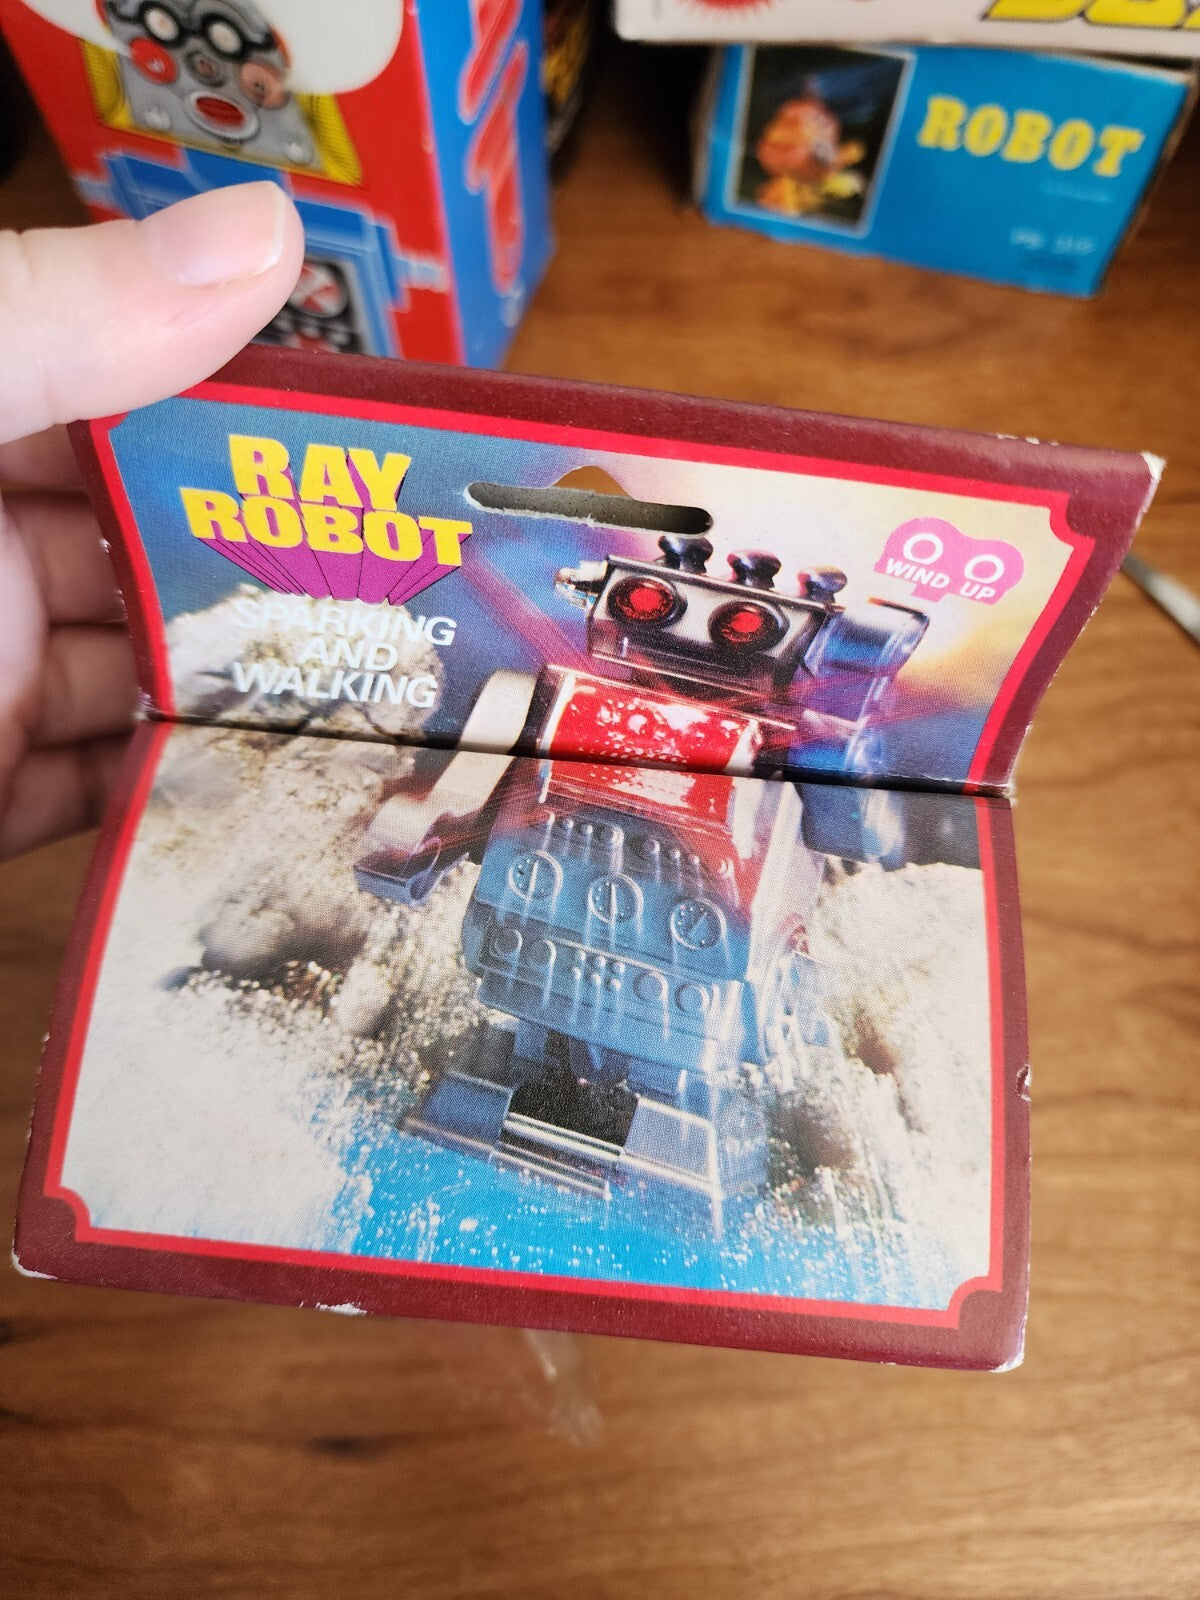 ROBOT
RAY
ROBOT
SPARKING
AND
WALKING
WIND UP